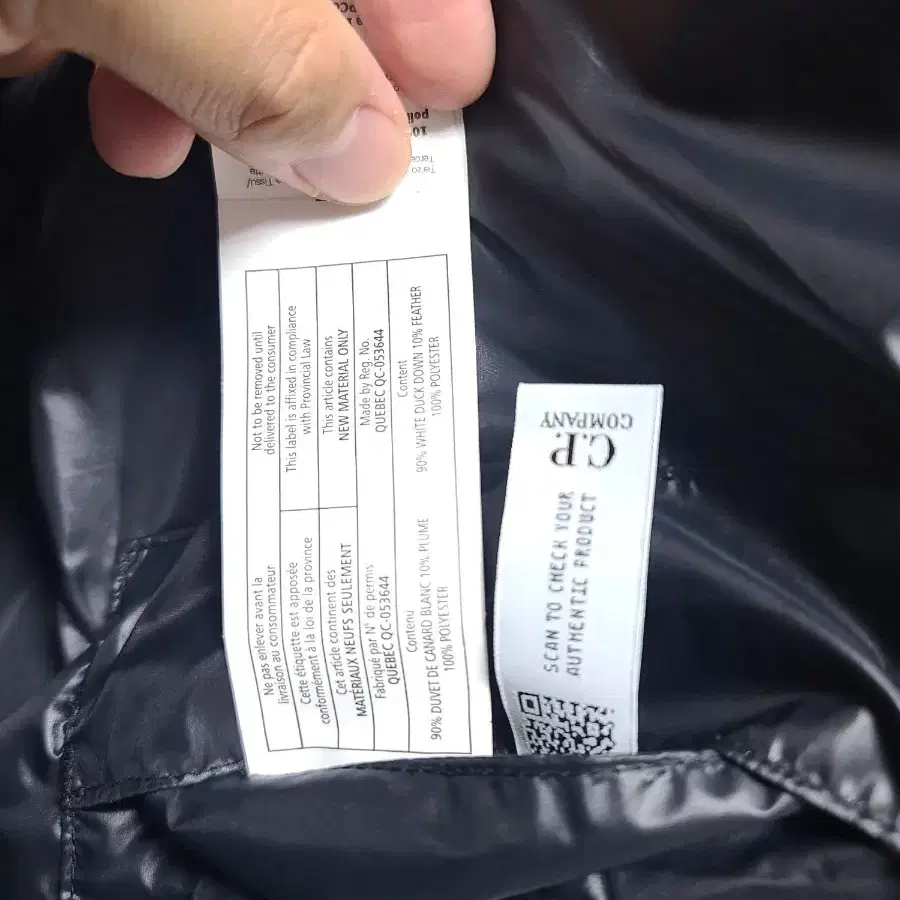 Ne pas enlever avant la
livraison au consommateur
Not to be removed until
delivered to the consumer
Cette étiquette est apposée
conformément à la loi de la province
This label is affixed in compliance
with Provincial Law
Cet article continent des
MATÉRIAUX NEUFS SEULEMENT
This article contains
NEW MATERIAL ONLY
Fabriqué par N° de permis
QUEBEC QC-053644
Made by Reg. No.
QUEBEC QC-053644
Contenu
90% DUVET DE CANARD BLANC 10% PLUME
100% POLYESTER
Content
90% WHITE DUCK DOWN 10% FEATHER
100% POLYESTER
C.P.
COMPANY
SCAN TO CHECK YOUR
AUTHENTIC PRODUCT
Tissu/
Terzo